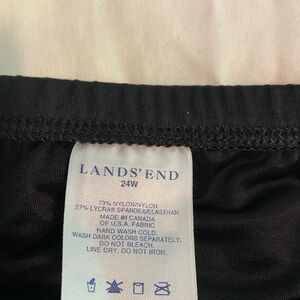 LANDS' END
24W
73% NYLON/NYLON
27% LYCRA® SPANDEX/ELASTHAN
MADE IN CANADA
OF U.S.A. FABRIC
HAND WASH COLD.
WASH DARK COLORS SEPARATELY.
DO NOT BLEACH.
LINE DRY. DO NOT IRON.